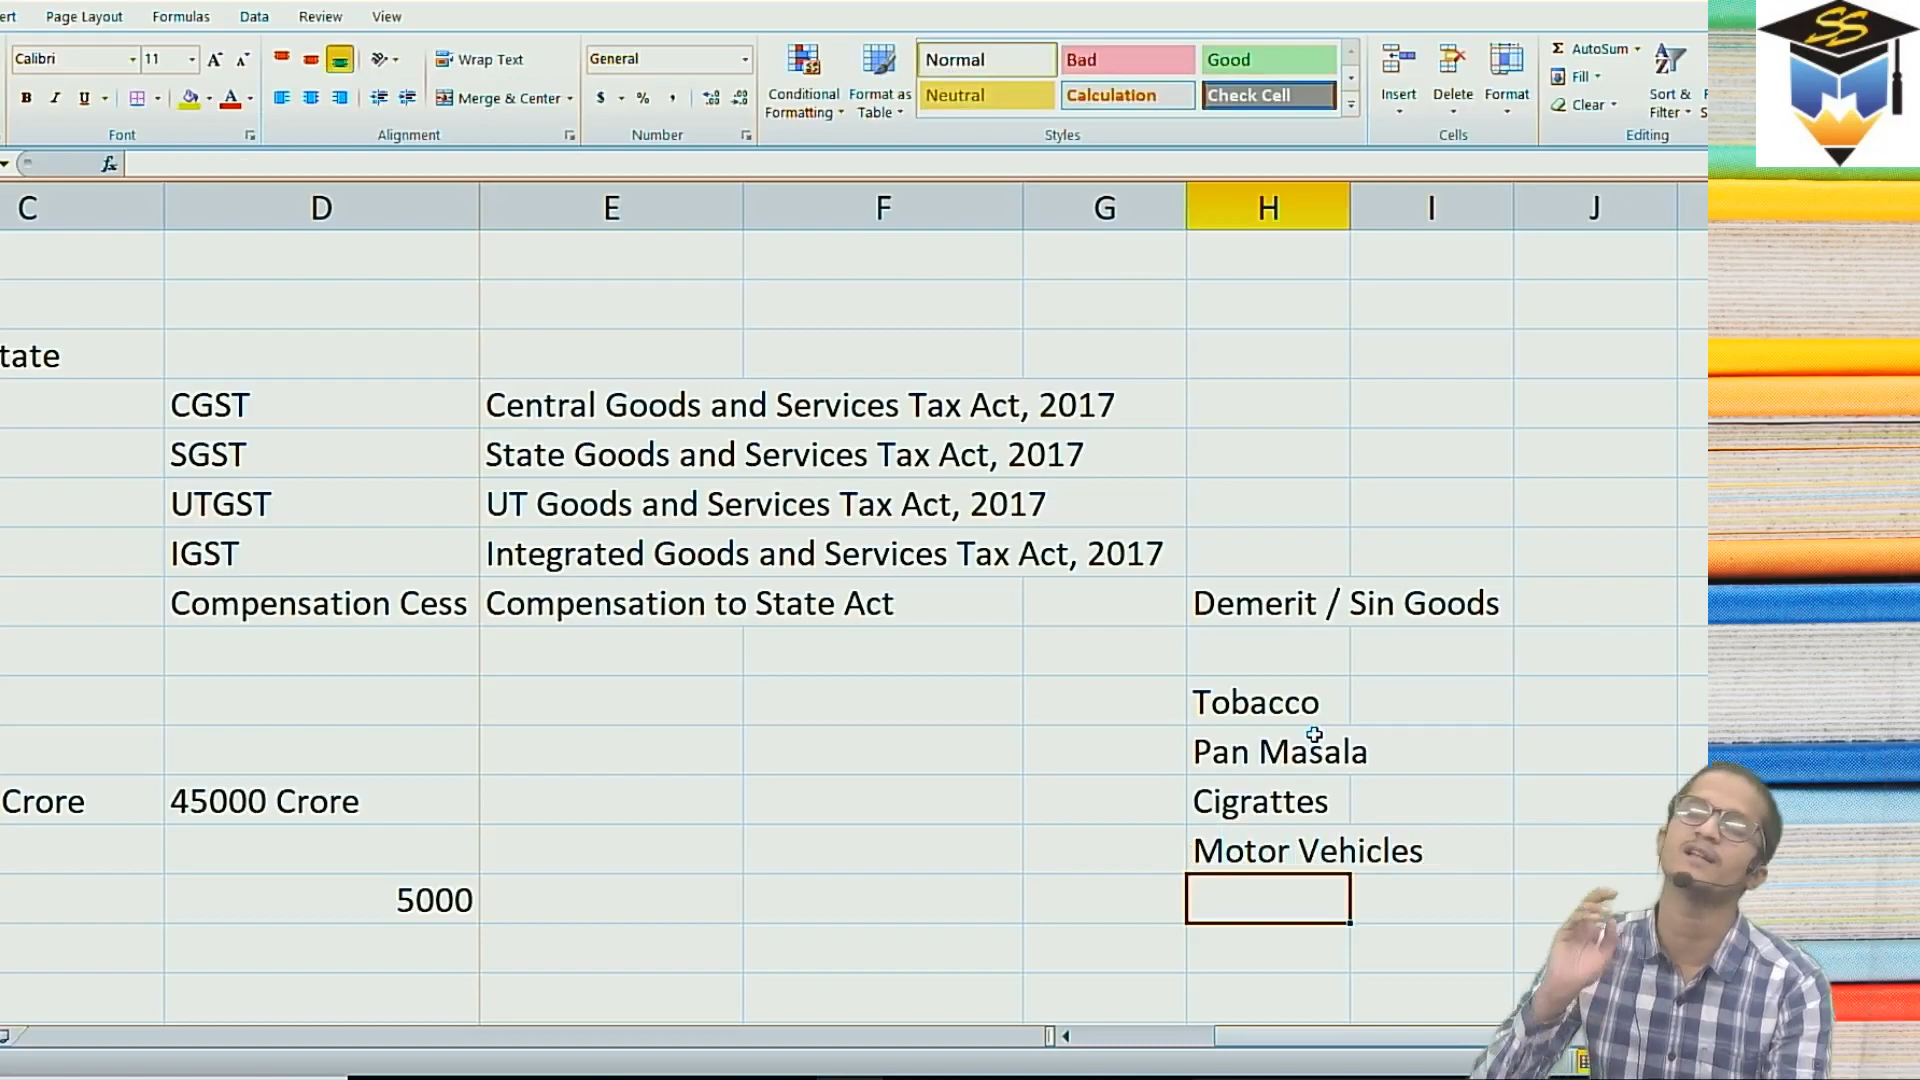 ert Page Layout Formulas Data Review View
Calibri 11 A A Wrap Text General Normal Bad Good Σ AutoSum
B I U A Merge & Center $ % , Conditional Formatting Format as Table Neutral Calculation Check Cell Insert Delete Format Fill Clear Sort & Filter S
Font Alignment Number Styles Cells Editing
fx
C D E F G H I J
tate
CGST Central Goods and Services Tax Act, 2017
SGST State Goods and Services Tax Act, 2017
UTGST UT Goods and Services Tax Act, 2017
IGST Integrated Goods and Services Tax Act, 2017
Compensation Cess Compensation to State Act Demerit / Sin Goods
Tobacco
Pan Masala
Crore 45000 Crore Cigrattes
Motor Vehicles
5000
SS